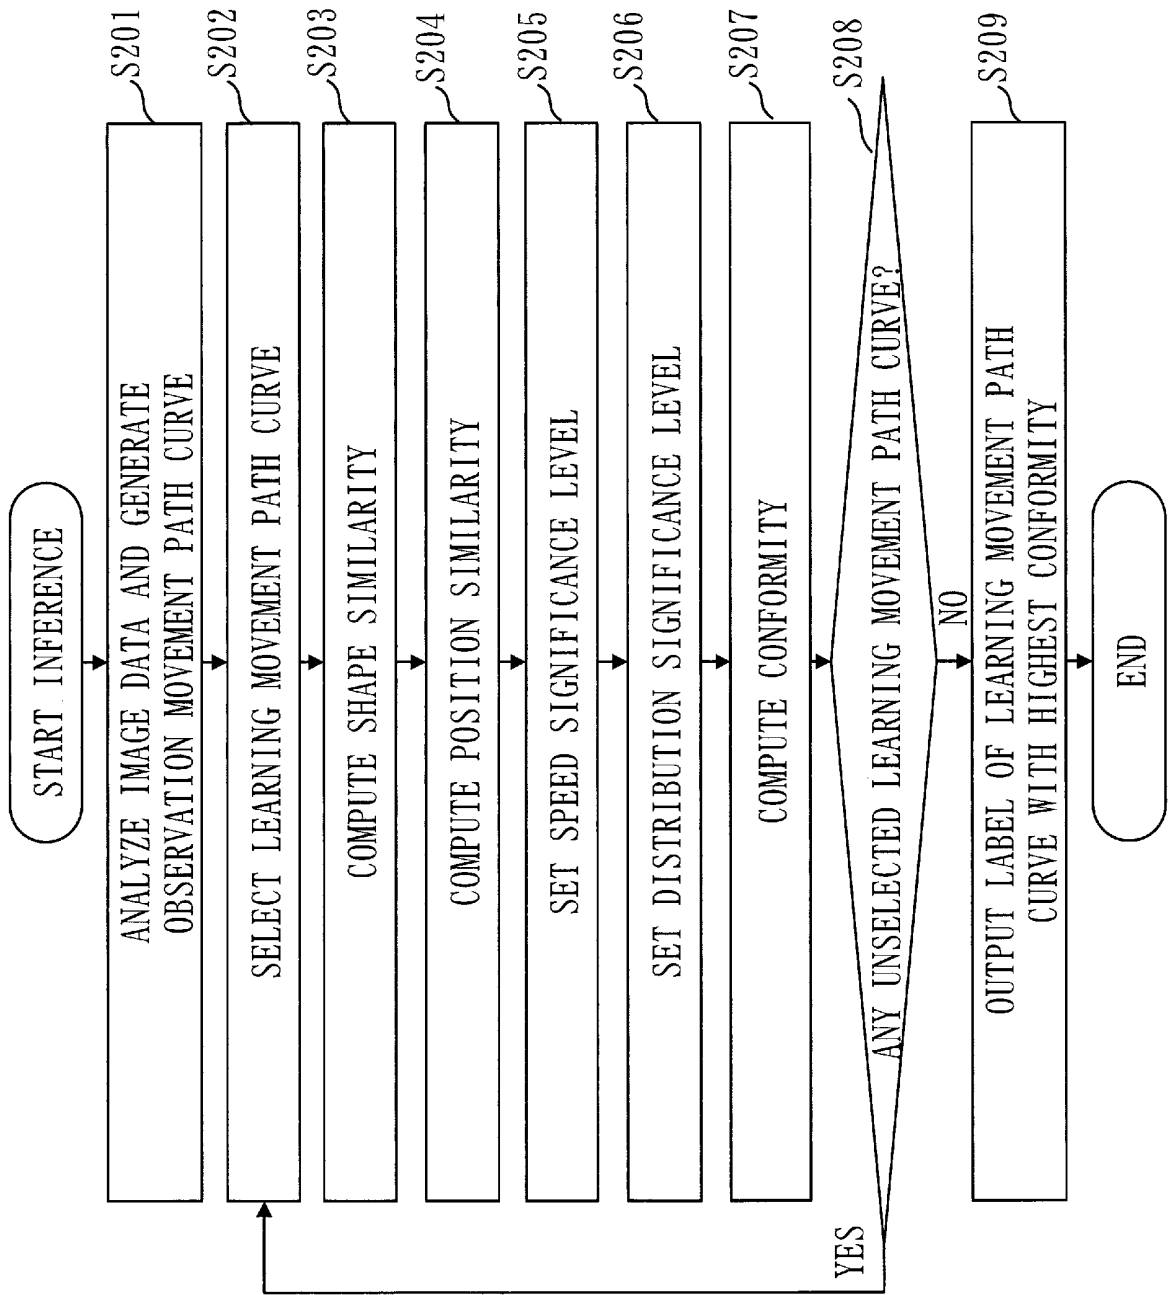 START INFERENCE
S201
ANALYZE IMAGE DATA AND GENERATE
OBSERVATION MOVEMENT PATH CURVE
S202
SELECT LEARNING MOVEMENT PATH CURVE
S203
COMPUTE SHAPE SIMILARITY
S204
COMPUTE POSITION SIMILARITY
S205
SET SPEED SIGNIFICANCE LEVEL
S206
SET DISTRIBUTION SIGNIFICANCE LEVEL
S207
COMPUTE CONFORMITY
S208
ANY UNSELECTED LEARNING MOVEMENT PATH CURVE?
YES
NO
S209
OUTPUT LABEL OF LEARNING MOVEMENT PATH
CURVE WITH HIGHEST CONFORMITY
END